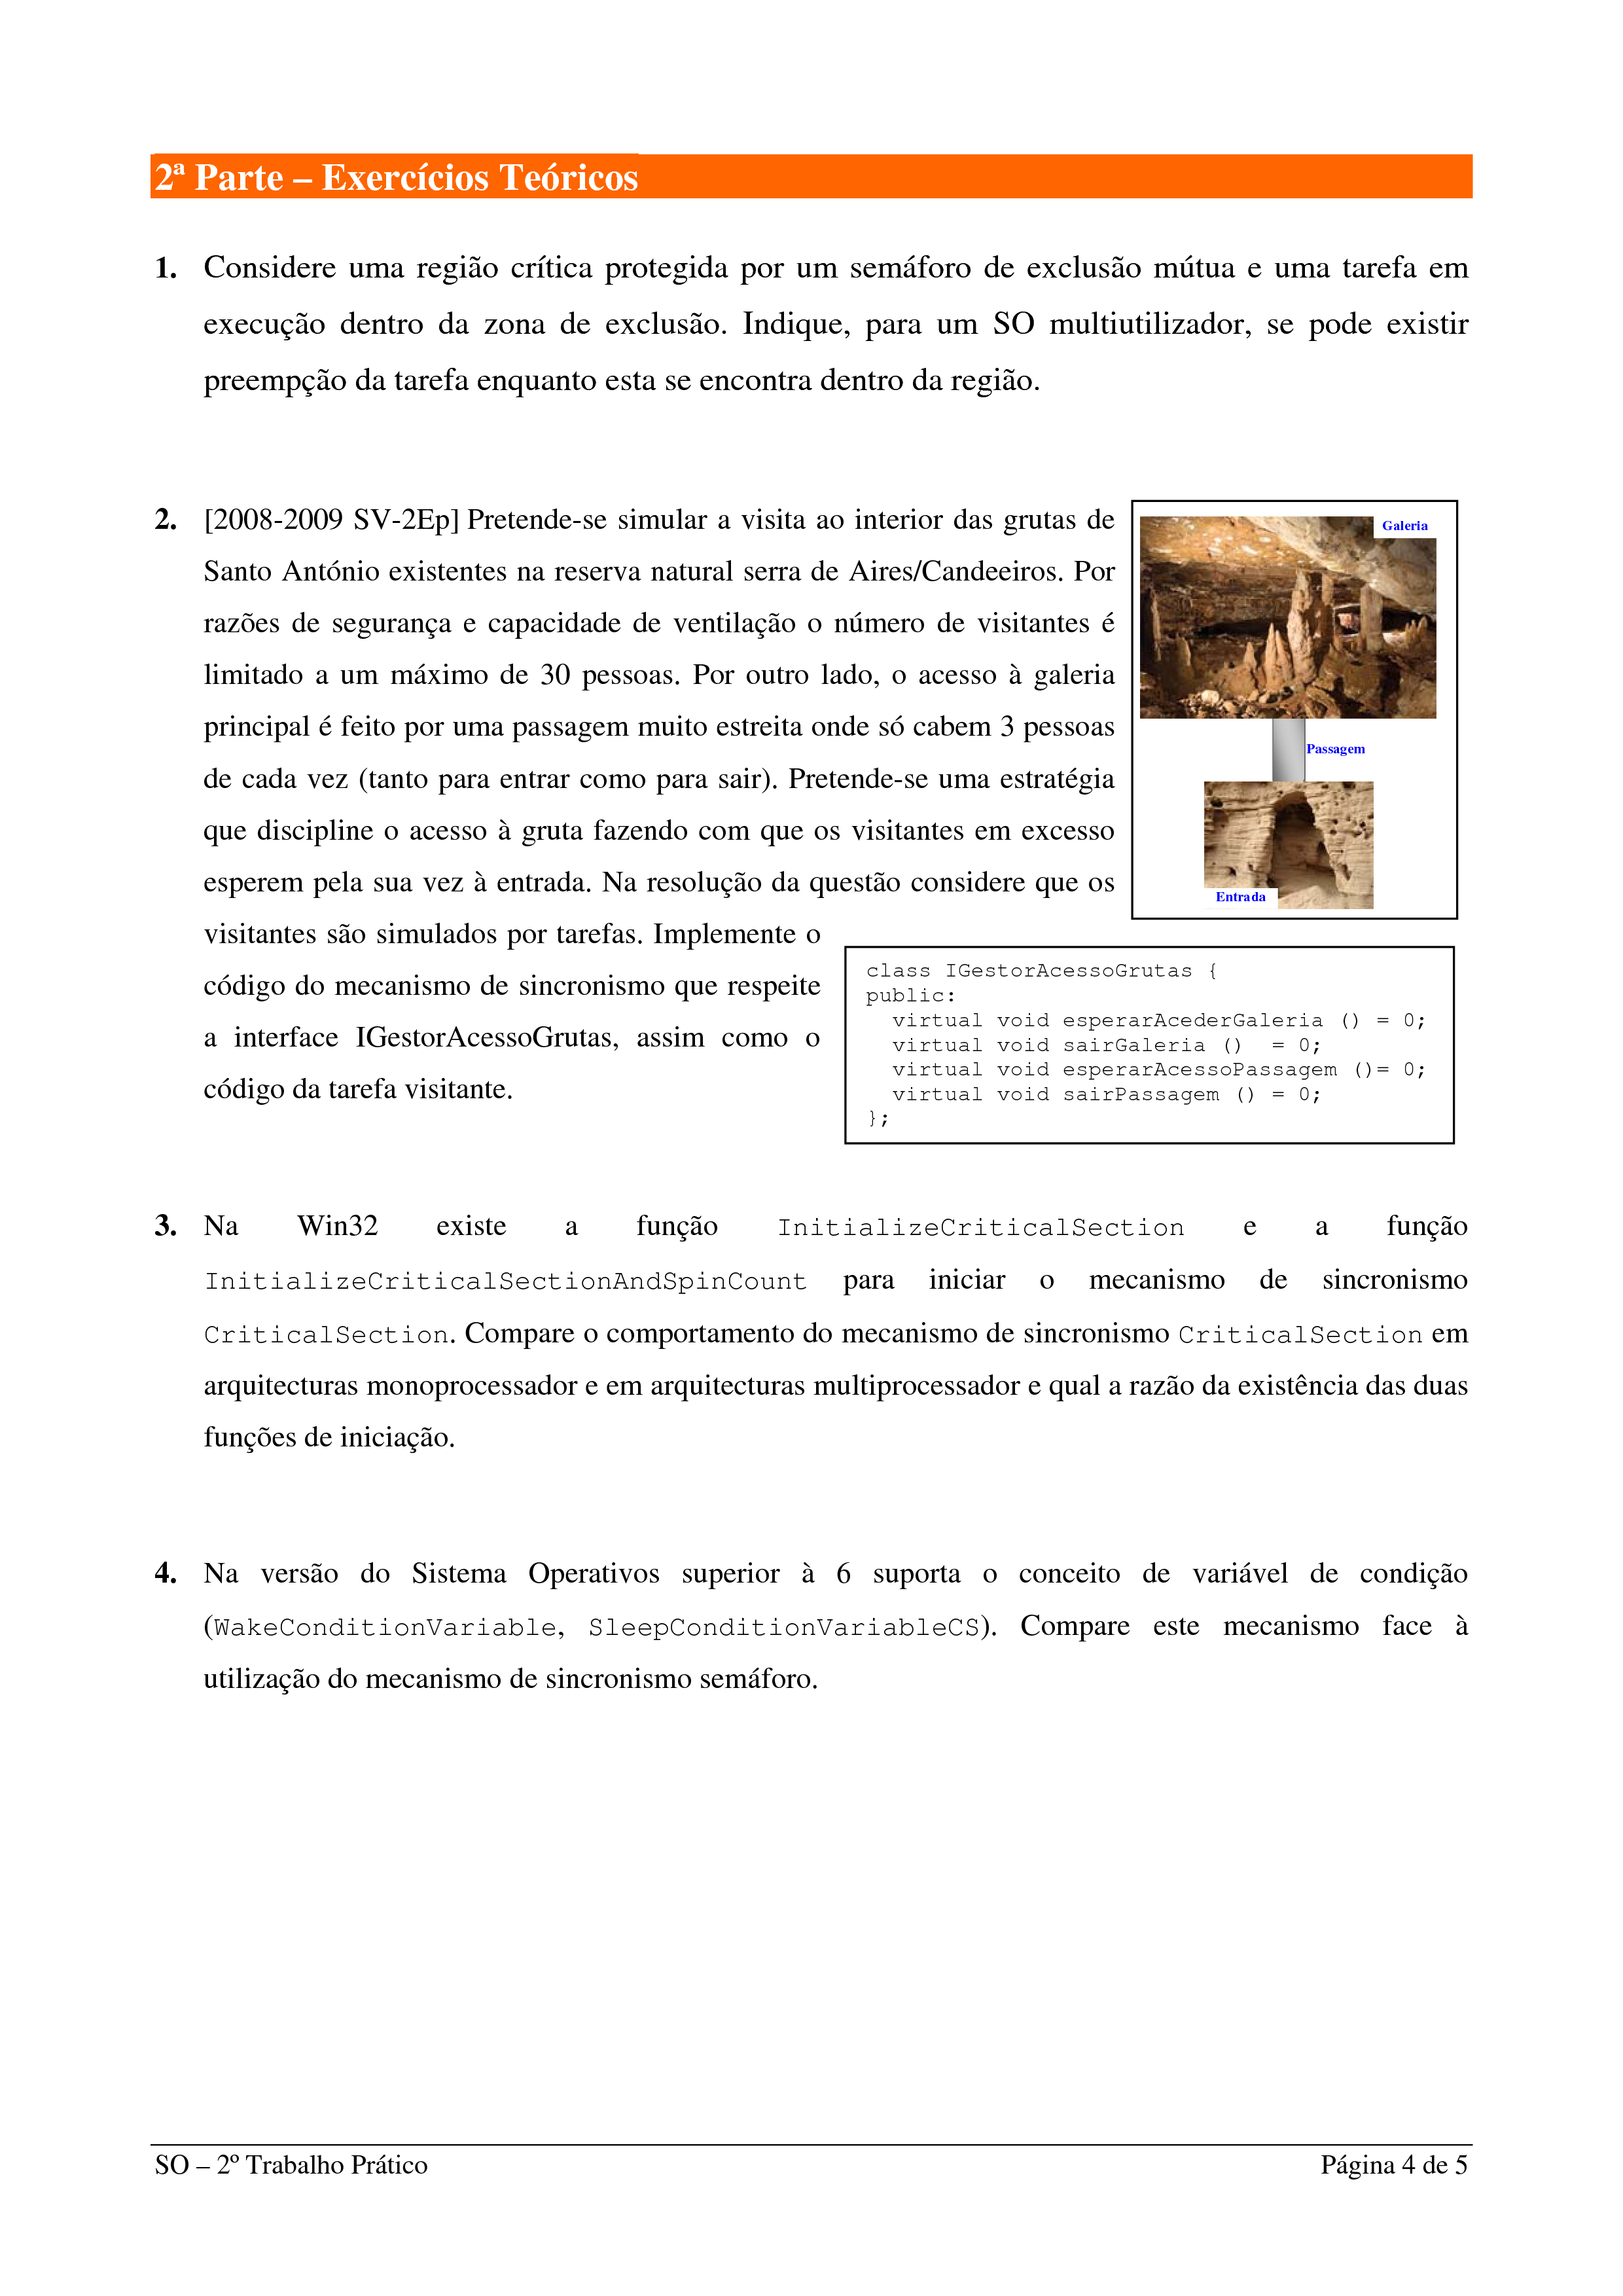 2ª Parte – Exercícios Teóricos
1. Considere uma região crítica protegida por um semáforo de exclusão mútua e uma tarefa em
execução dentro da zona de exclusão. Indique, para um SO multiutilizador, se pode existir
preempção da tarefa enquanto esta se encontra dentro da região.
2. [2008-2009 SV-2Ep] Pretende-se simular a visita ao interior das grutas de
Santo António existentes na reserva natural serra de Aires/Candeeiros. Por
razões de segurança e capacidade de ventilação o número de visitantes é
limitado a um máximo de 30 pessoas. Por outro lado, o acesso à galeria
principal é feito por uma passagem muito estreita onde só cabem 3 pessoas
de cada vez (tanto para entrar como para sair). Pretende-se uma estratégia
que discipline o acesso à gruta fazendo com que os visitantes em excesso
esperem pela sua vez à entrada. Na resolução da questão considere que os
visitantes são simulados por tarefas. Implemente o
código do mecanismo de sincronismo que respeite
a interface IGestorAcessoGrutas, assim como o
código da tarefa visitante.
Galeria
Passagem
Entrada
class IGestorAcessoGrutas {
public:
virtual void esperarAcederGaleria () = 0;
virtual void sairGaleria () = 0;
virtual void esperarAcessoPassagem ()= 0;
virtual void sairPassagem () = 0;
};
3. Na Win32 existe a função InitializeCriticalSection e a função
InitializeCriticalSectionAndSpinCount para iniciar o mecanismo de sincronismo
CriticalSection. Compare o comportamento do mecanismo de sincronismo CriticalSection em
arquitecturas monoprocessador e em arquitecturas multiprocessador e qual a razão da existência das duas
funções de iniciação.
4. Na versão do Sistema Operativos superior à 6 suporta o conceito de variável de condição
(WakeConditionVariable, SleepConditionVariableCS). Compare este mecanismo face à
utilização do mecanismo de sincronismo semáforo.
SO – 2º Trabalho Prático
Página 4 de 5